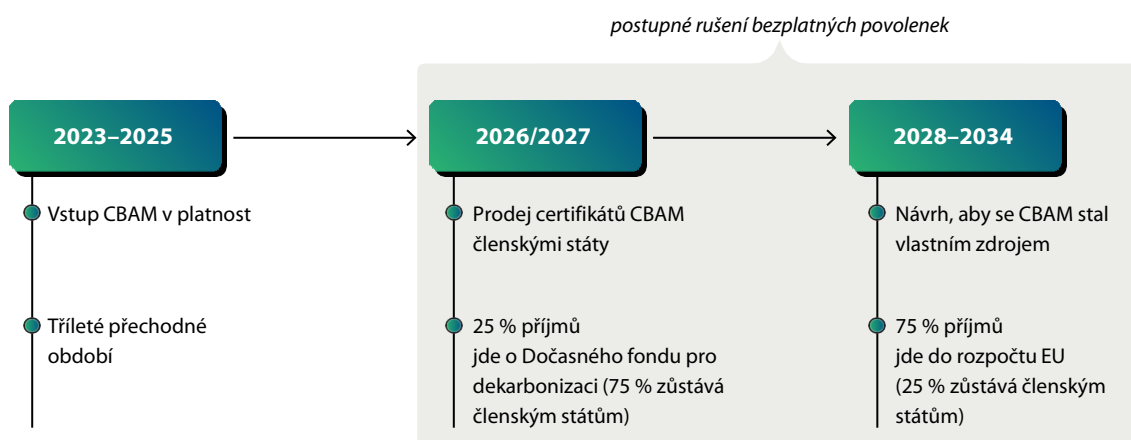 postupné rušení bezplatných povolenek
2023–2025
2026/2027
2028–2034
Vstup CBAM v platnost
Tříleté přechodné
období
Prodej certifikátů CBAM
členskými státy
25 % příjmů
jde o Dočasného fondu pro
dekarbonizaci (75 % zůstává
členským státům)
Návrh, aby se CBAM stal
vlastním zdrojem
75 % příjmů
jde do rozpočtu EU
(25 % zůstává členským
státům)